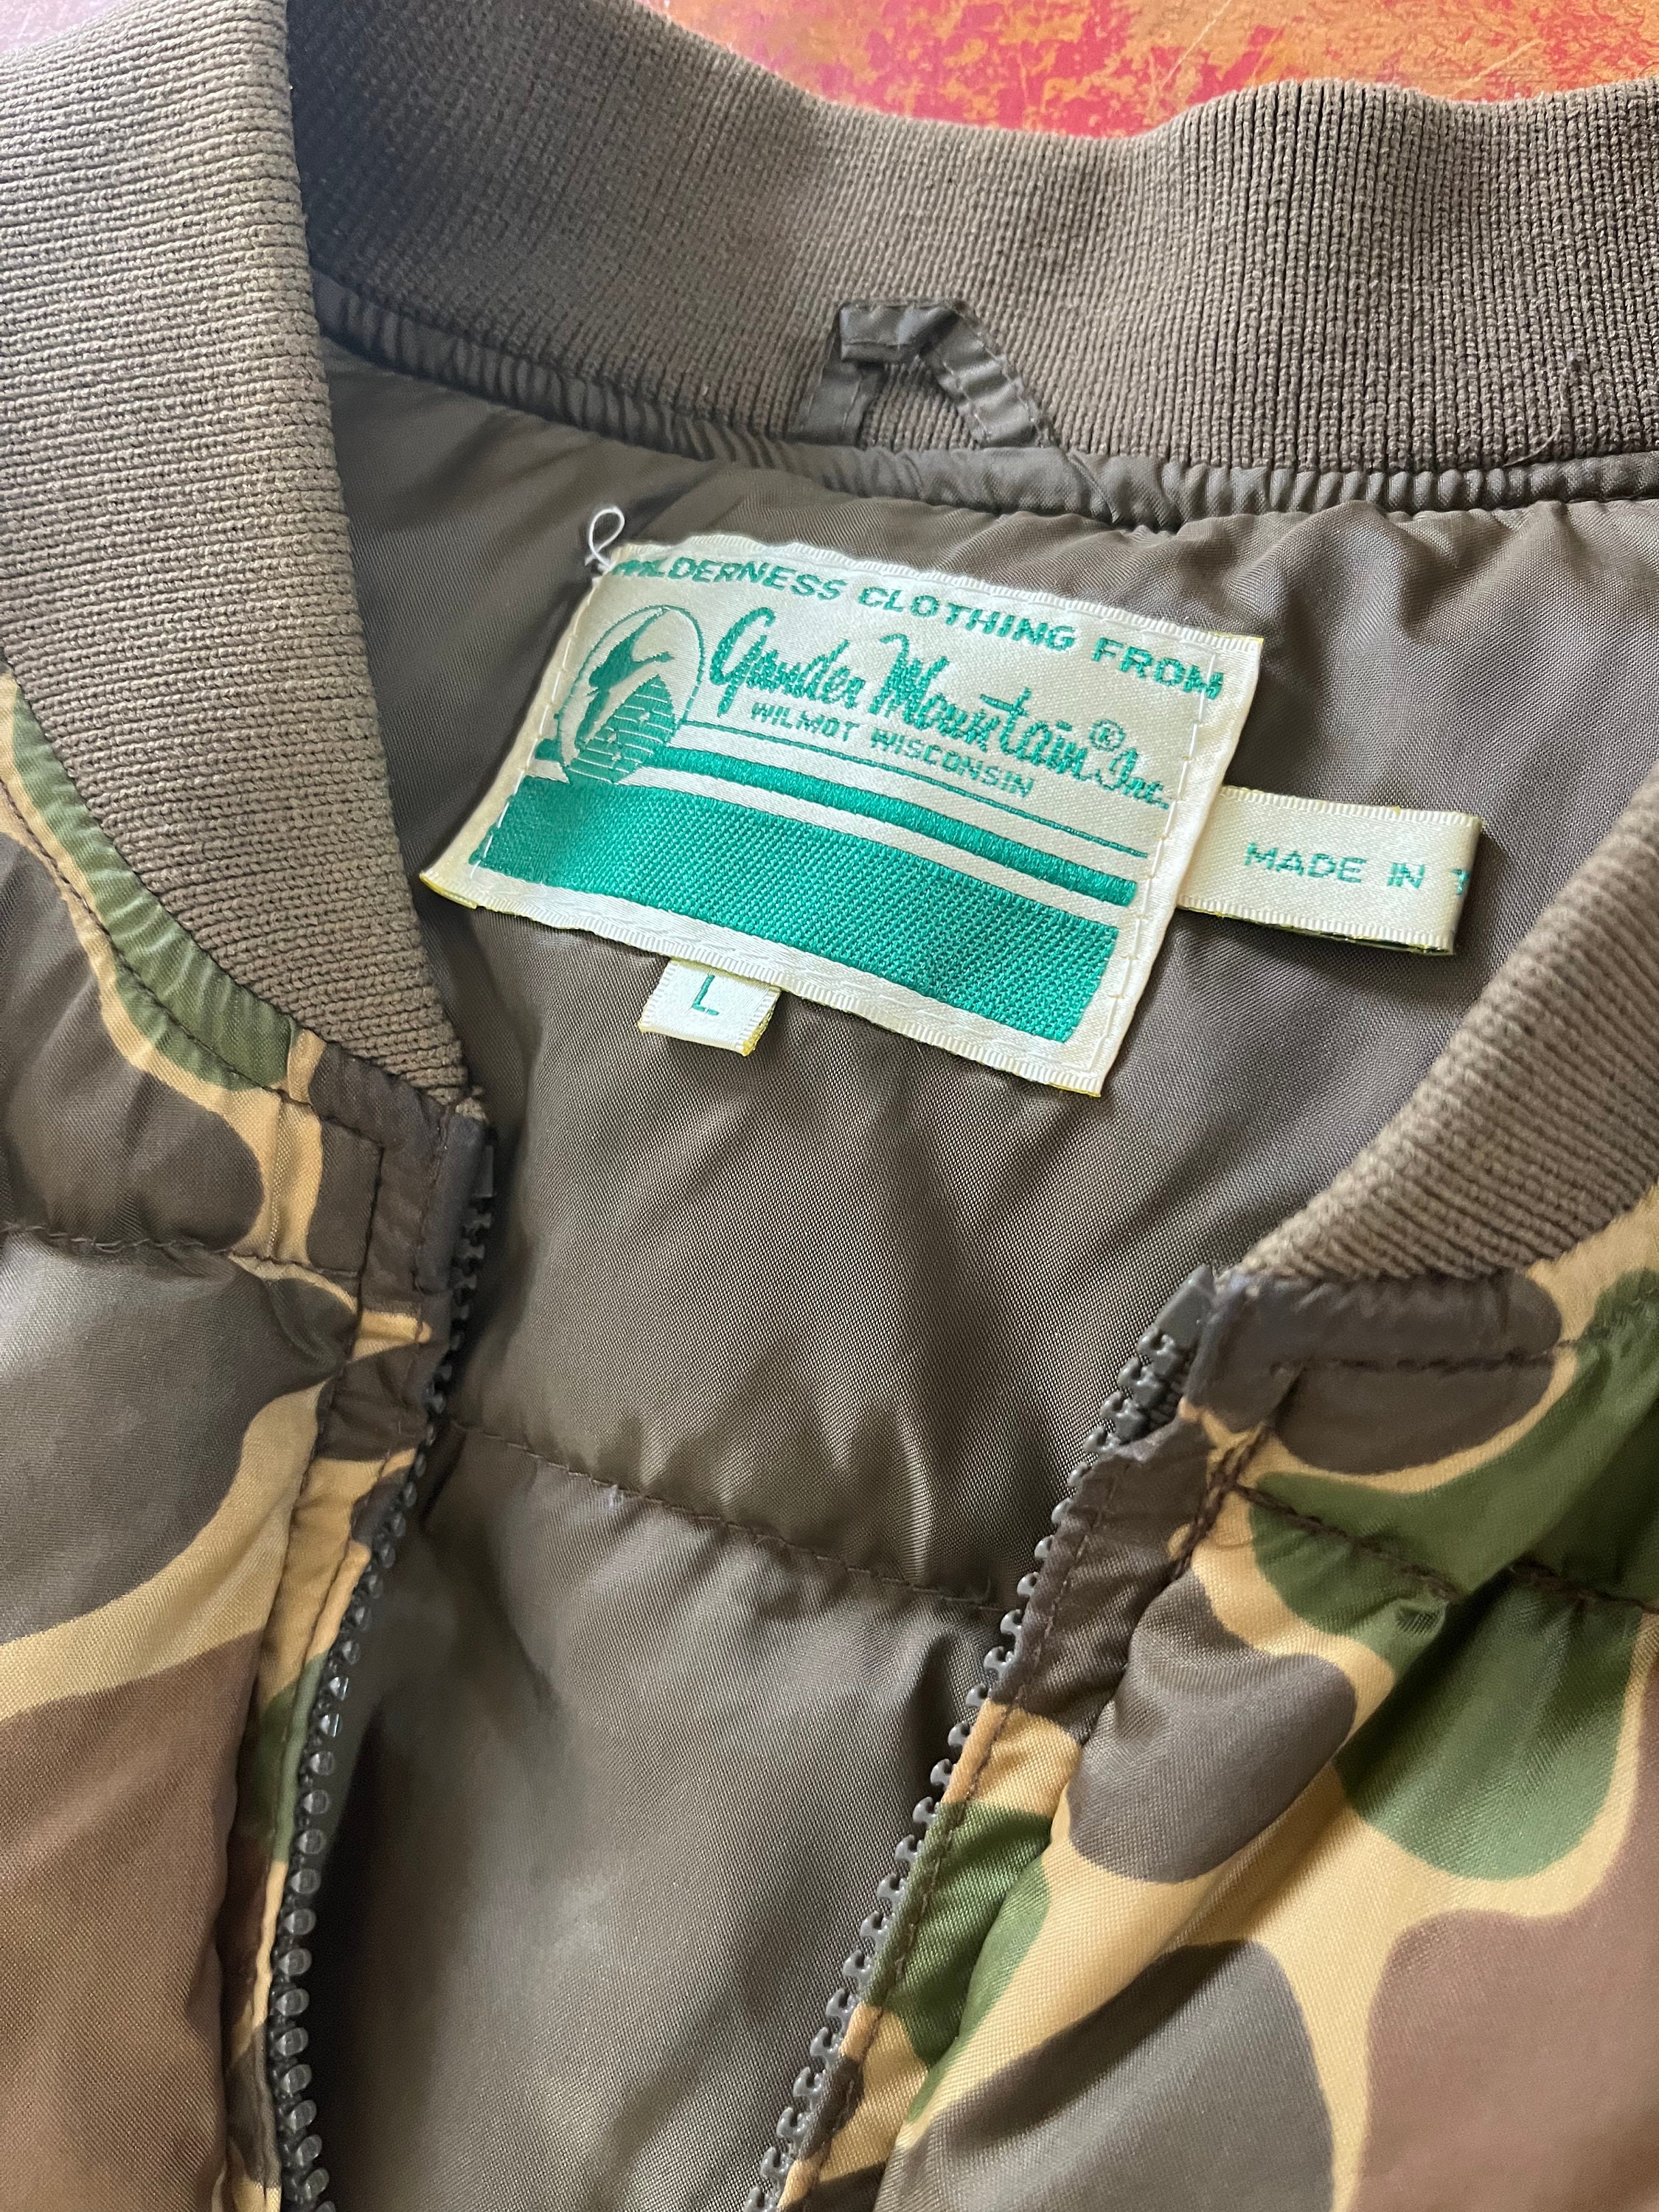 WILDERNESS CLOTHING FROM
Gander Mountain® Inc.
WILMOT WISCONSIN
MADE IN
L